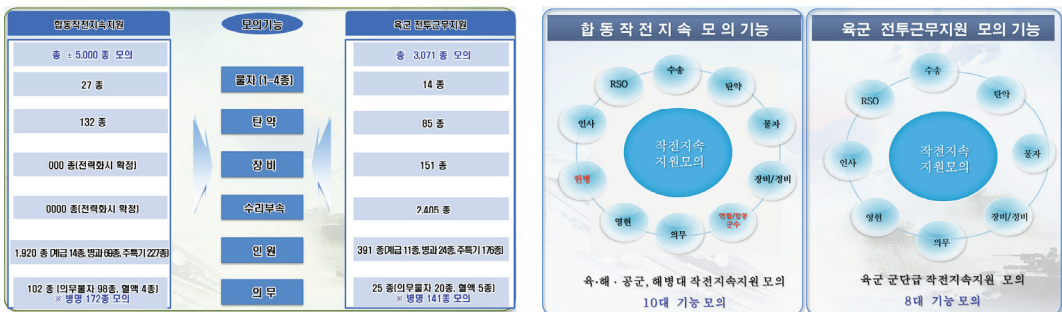 합동작전지속지원
총 ± 5,000 종 모의
27 종
132 종
000 종(전력화시 확정)
0000 종(전력화시 확정)
1,920 종(계급 14종, 병과 69종, 주특기 227종)
102 종 (의무물자 98종, 혈액 4종)
※ 병명 172종 모의
모의기능
물자 (1~4종)
탄 약
장 비
수리부속
인 원
의 무
육군 전투근무지원
총 3,071 종 모의
14 종
85 종
151 종
2,405 종
391 종(계급 11종, 병과 24종, 주특기 176종)
25 종(의무물자 20종, 혈액 5종)
※ 병명 141종 모의
합동작전지속 모의기능
수송
탄약
물자
장비/정비
연합/합동
군수
의무
영현
헌병
인사
RSO
작전지속
지원모의
육·해·공군, 해병대 작전지속지원 모의
10대 기능 모의
육군 전투근무지원 모의기능
수송
탄약
물자
장비/정비
의무
영현
인사
RSO
작전지속
지원모의
육군 군단급 작전지속지원 모의
8대 기능 모의